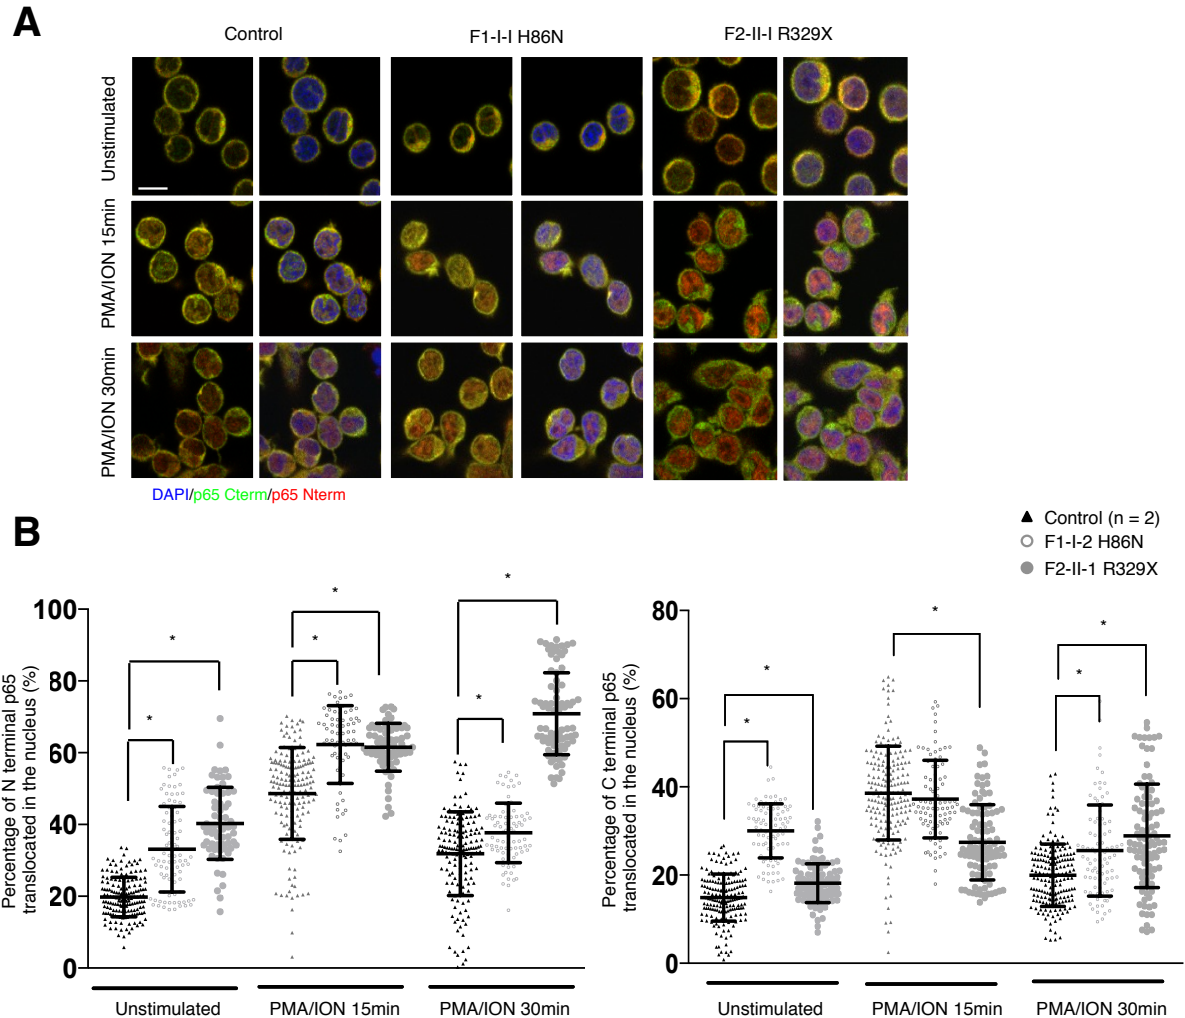 A
Control
F1-I-I H86N
F2-II-I R329X
Unstimulated
PMA/ION 15min
PMA/ION 30min
DAPI/p65 Cterm/p65 Nterm
B
Control (n = 2)
F1-I-2 H86N
F2-II-1 R329X
Percentage of N terminal p65
translocated in the nucleus (%)
100
80
60
40
20
0
* * * * * *
Unstimulated
PMA/ION 15min
PMA/ION 30min
Percentage of C terminal p65
translocated in the nucleus (%)
80
60
40
20
0
* * * * *
Unstimulated
PMA/ION 15min
PMA/ION 30min